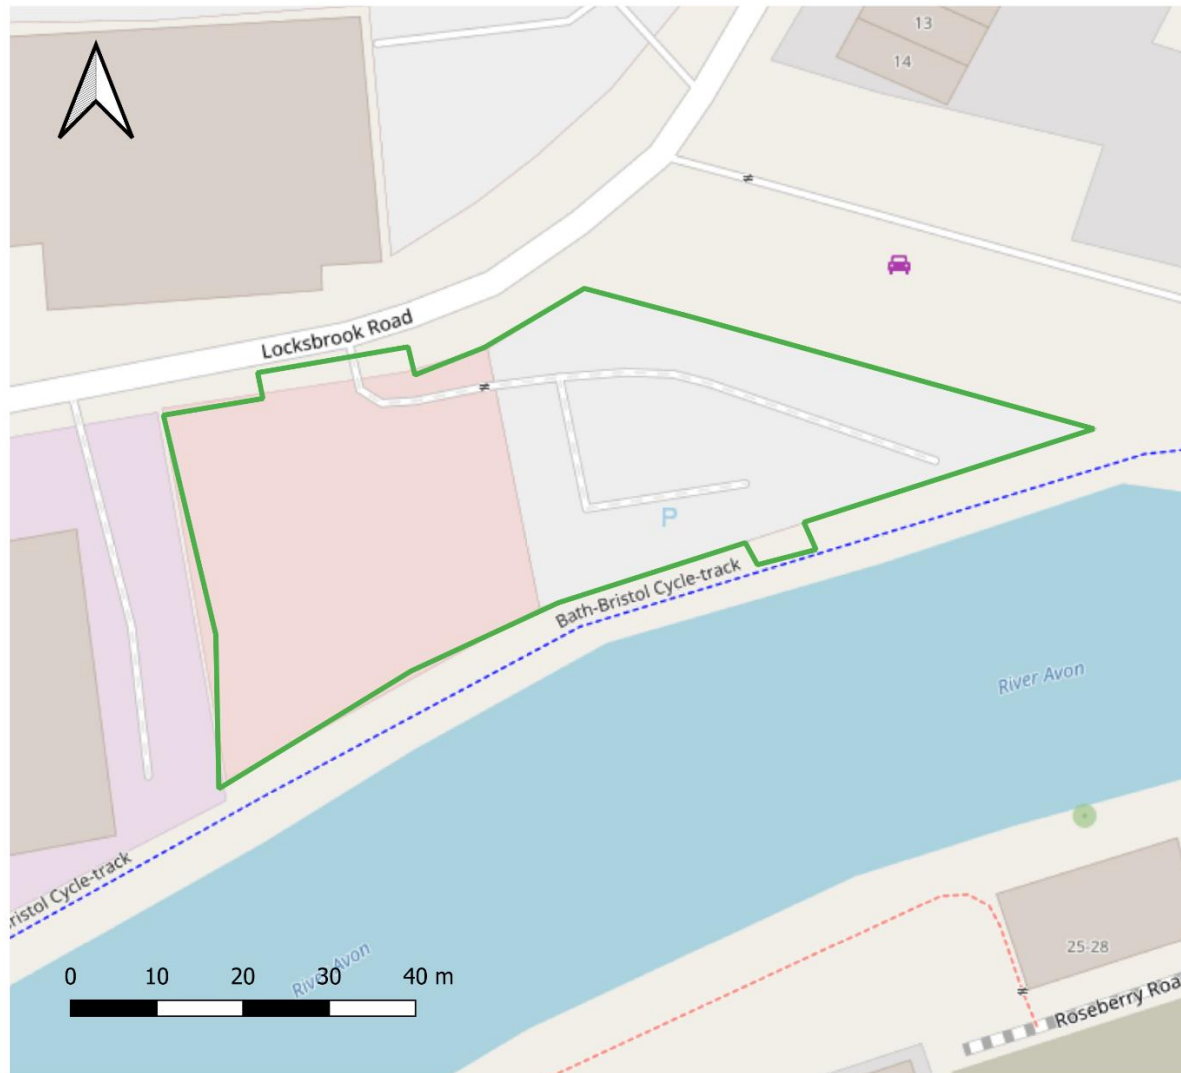 13
14
Locksbrook Road
P
Bath-Bristol Cycle-track
River Avon
ristol Cycle-track
25-28
River Avon
0 10 20 30 40 m
Roseberry Roa